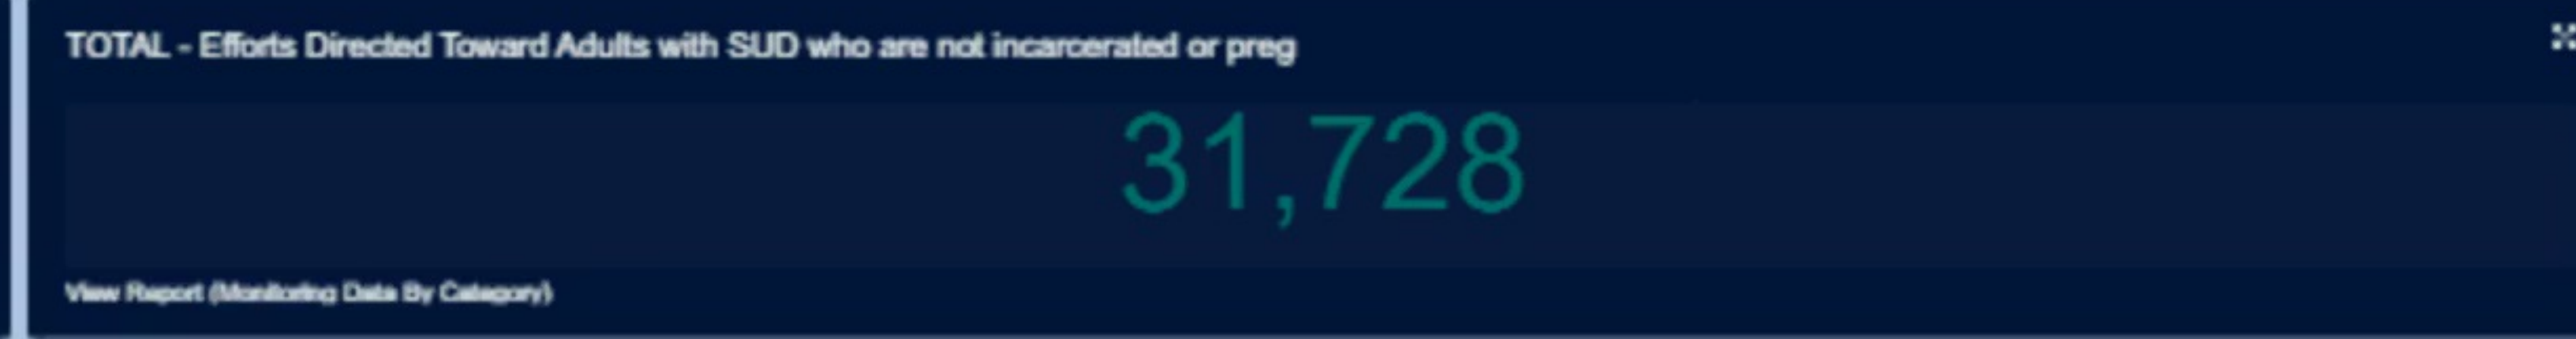 TOTAL - Efforts Directed Toward Adults with SUD who are not incarcerated or preg
31,728
View Report (Monitoring Data By Category)